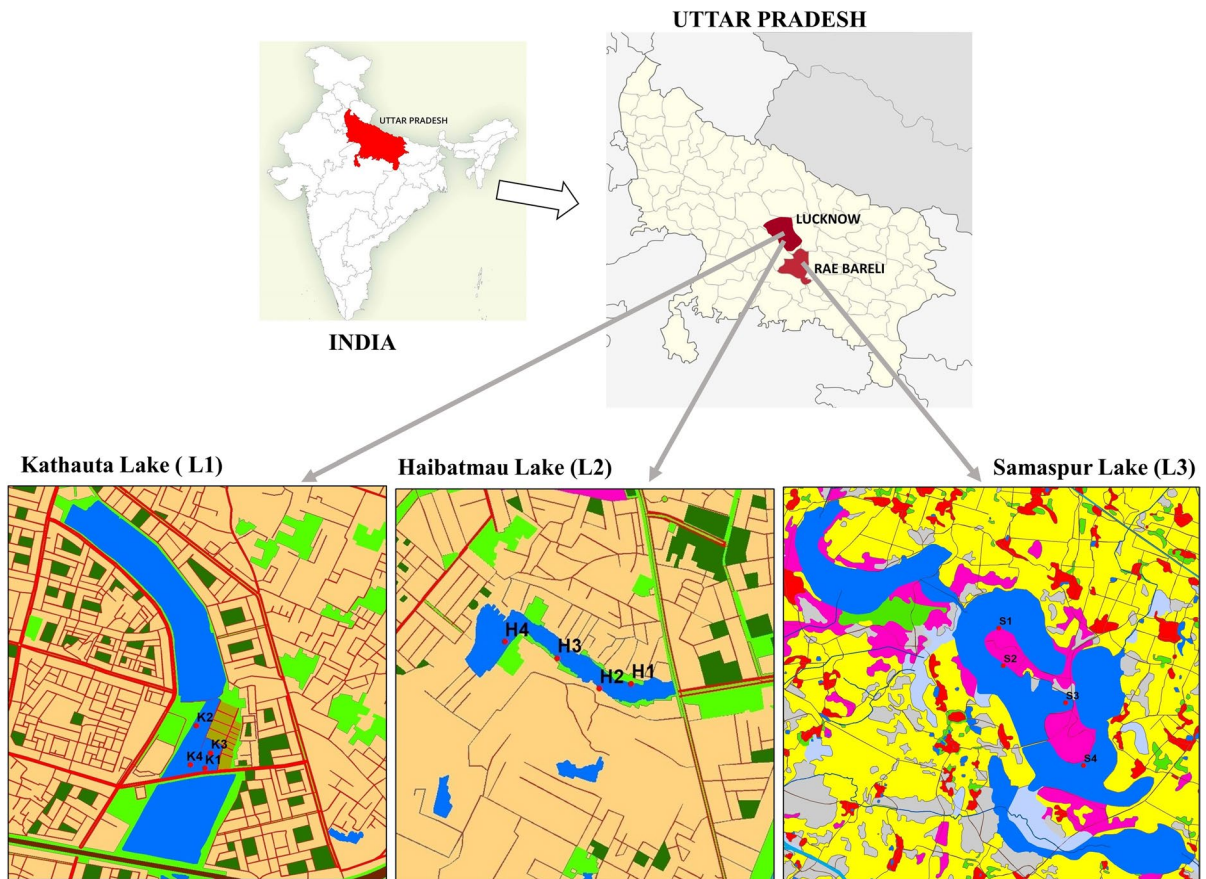 UTTAR PRADESH
UTTAR PRADESH
LUCKNOW
RAE BARELI
INDIA
Kathauta Lake ( L1)
Haibatmau Lake (L2)
Samaspur Lake (L3)
K2
K3
K4
K1
H4
H3
H2
H1
S1
S2
S3
S4